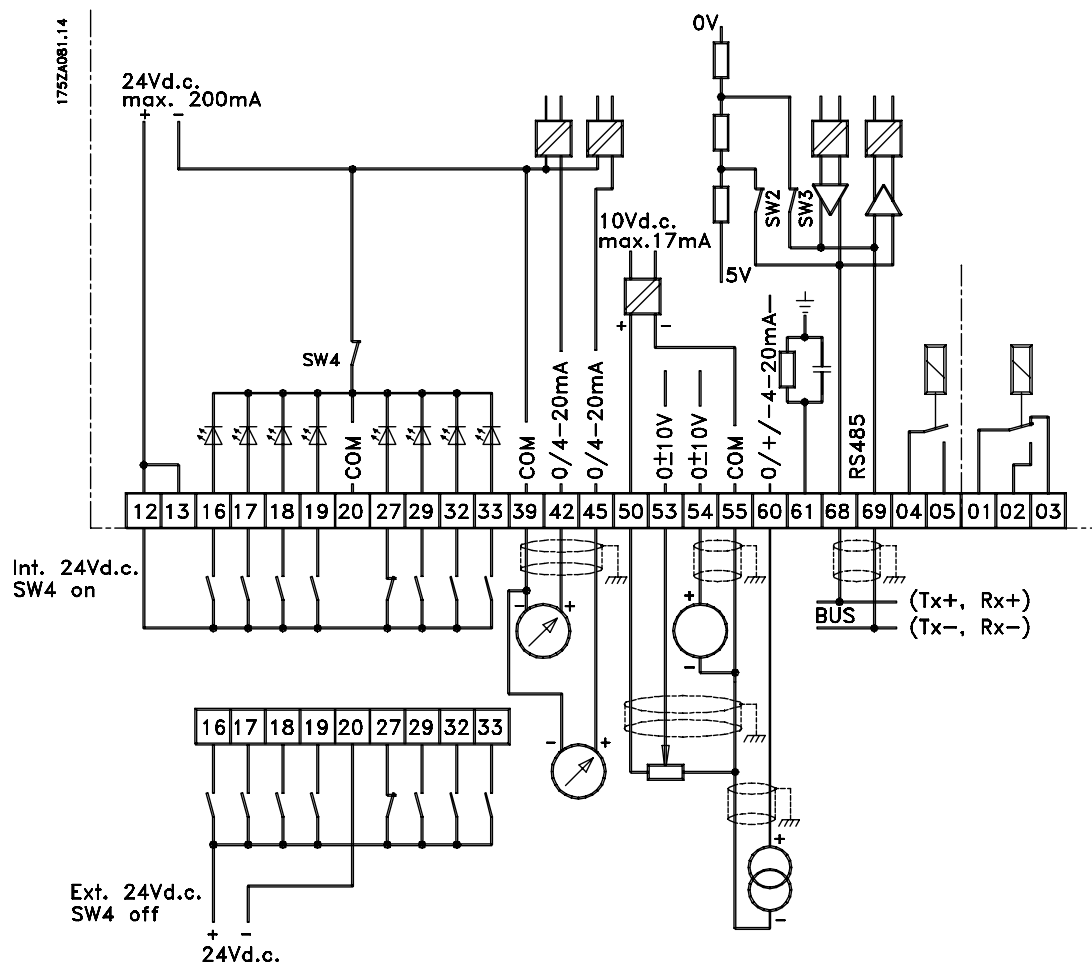 175ZA081.14
0V
24Vd.c.
max. 200mA
+ -
SW2
SW3
10Vd.c.
max.17mA
5V
+ -
SW4
COM
COM
0/4-20mA
0/4-20mA
0±10V
0±10V
COM
0/+/-4-20mA-
RS485
12 13 16 17 18 19 20 27 29 32 33 39 42 45 50 53 54 55 60 61 68 69 04 05 01 02 03
Int. 24Vd.c.
SW4 on
- +
+
-
BUS
(Tx+, Rx+)
(Tx-, Rx-)
16 17 18 19 20 27 29 32 33
- +
+
-
Ext. 24Vd.c.
SW4 off
+ -
24Vd.c.